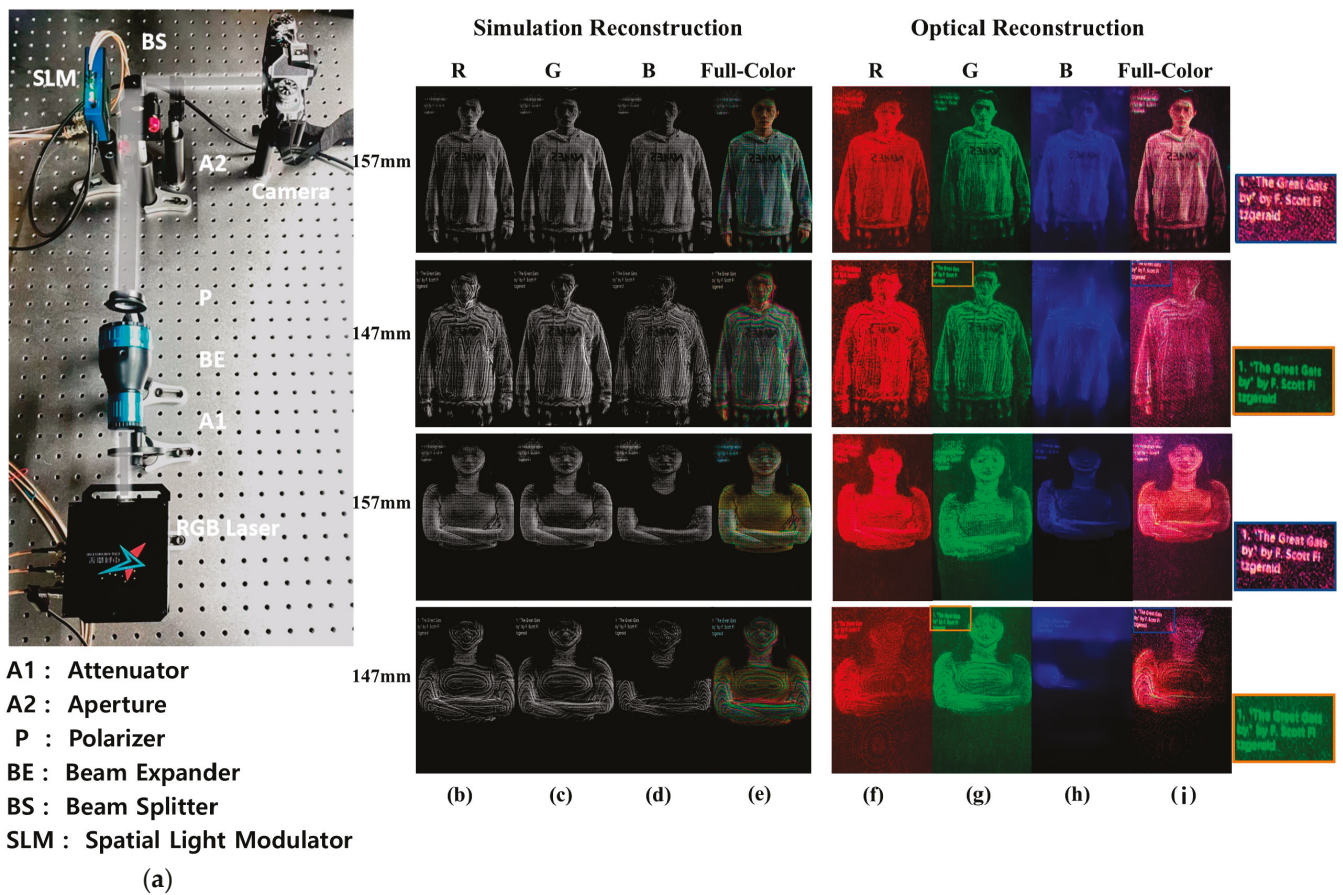 Simulation Reconstruction
Optical Reconstruction
R G B Full-Color
R G B Full-Color
BS
SLM
A2
Camera
P
BE
A1
RGB Laser
157mm
147mm
157mm
147mm
1. "The Great Gats
by" by F. Scott Fi
tzgerald
1. "The Great Gats
by" by F. Scott Fi
tzgerald
1. "The Great Gats
by" by F. Scott Fi
tzgerald
1. "The Great Gats
by" by F. Scott Fi
tzgerald
A1 : Attenuator
A2 : Aperture
P : Polarizer
BE : Beam Expander
BS : Beam Splitter
SLM : Spatial Light Modulator
(a)
(b) (c) (d) (e) (f) (g) (h) (i)